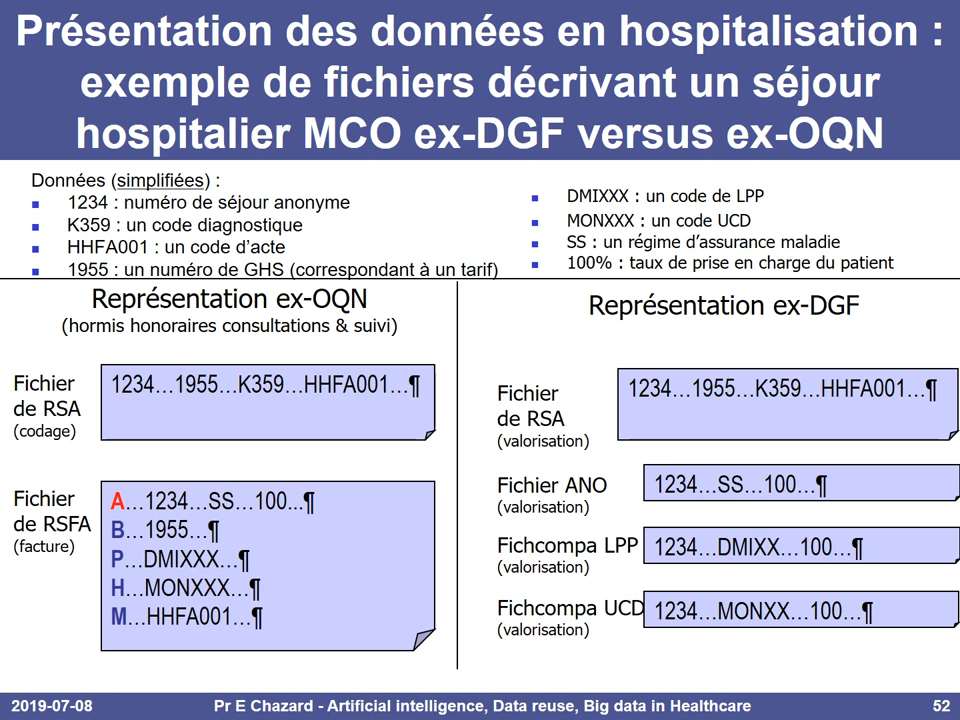 Présentation des données en hospitalisation :
exemple de fichiers décrivant un séjour
hospitalier MCO ex-DGF versus ex-OQN
Données (simplifiées) :
1234 : numéro de séjour anonyme
K359 : un code diagnostique
HHFA001 : un code d'acte
1955 : un numéro de GHS (correspondant à un tarif)
DMIXXX : un code de LPP
MONXXX : un code UCD
SS : un régime d'assurance maladie
100% : taux de prise en charge du patient
Représentation ex-OQN
(hormis honoraires consultations & suivi)
Fichier
de RSA
(codage)
1234…1955…K359…HHFA001…¶
Fichier
de RSFA
(facture)
A…1234…SS…100...¶
B…1955…¶
P…DMIXXX…¶
H…MONXXX…¶
M…HHFA001…¶
Représentation ex-DGF
Fichier
de RSA
(valorisation)
1234…1955…K359…HHFA001…¶
Fichier ANO
(valorisation)
1234…SS…100…¶
Fichcompa LPP
(valorisation)
1234…DMIXX…100…¶
Fichcompa UCD
(valorisation)
1234…MONXX…100…¶
2019-07-08
Pr E Chazard - Artificial intelligence, Data reuse, Big data in Healthcare
52